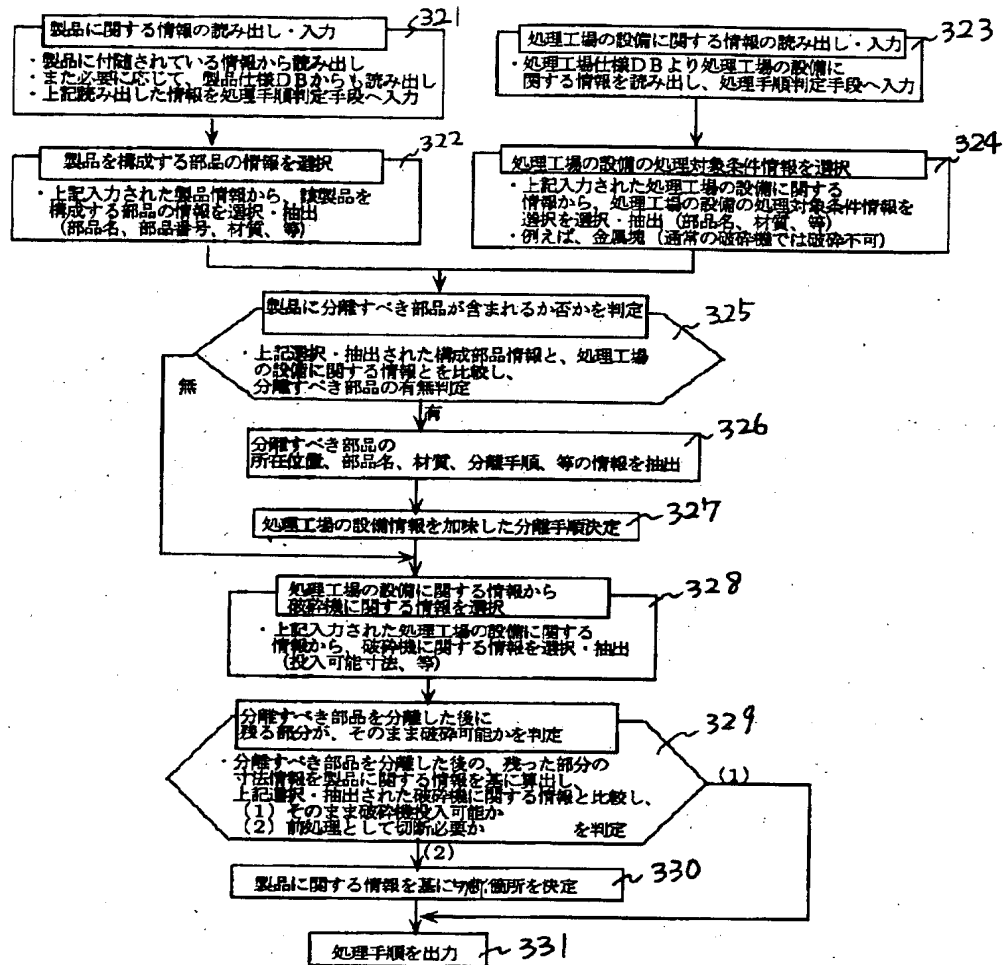 製品に関する情報の読み出し・入力
321
・製品に付随されている情報から読み出し
・また必要に応じて、製品仕様DBからも読み出し
・上記読み出した情報を処理手順判定手段へ入力
処理工場の設備に関する情報の読み出し・入力
323
・処理工場仕様DBより処理工場の設備に
関する情報を読み出し、処理手順判定手段へ入力
製品を構成する部品の情報を選択
322
・上記入力された製品情報から、該製品を
構成する部品の情報を選択・抽出
(部品名、部品番号、材質、等)
処理工場の設備の処理対象条件情報を選択
324
・上記入力された処理工場の設備に関する
情報から、処理工場の設備の処理対象条件情報を
選択を選択・抽出(部品名、材質、等)
・例えば、金属塊(通常の破砕機では破砕不可)
製品に分離すべき部品が含まれるか否かを判定
325
・上記選択・抽出された構成部品情報と、処理工場
の設備に関する情報とを比較し、
分離すべき部品の有無判定
無
有
326
分離すべき部品の
所在位置、部品名、材質、分離手順、等の情報を抽出
処理工場の設備情報を加味した分離手順決定
327
処理工場の設備に関する情報から
破砕機に関する情報を選択
328
・上記入力された処理工場の設備に関する
情報から、破砕機に関する情報を選択・抽出
(投入可能寸法、等)
分離すべき部品を分離した後に
残る部分が、そのまま破砕可能かを判定
329
・分離すべき部品を分離した後の、残った部分の
寸法情報を製品に関する情報を基に算出し、
上記選択・抽出された破砕機に関する情報と比較し、
(1)そのまま破砕機投入可能か
(2)前処理として切断必要か を判定
(1)
(2)
製品に関する情報を基に切断箇所を決定
330
処理手順を出力
331